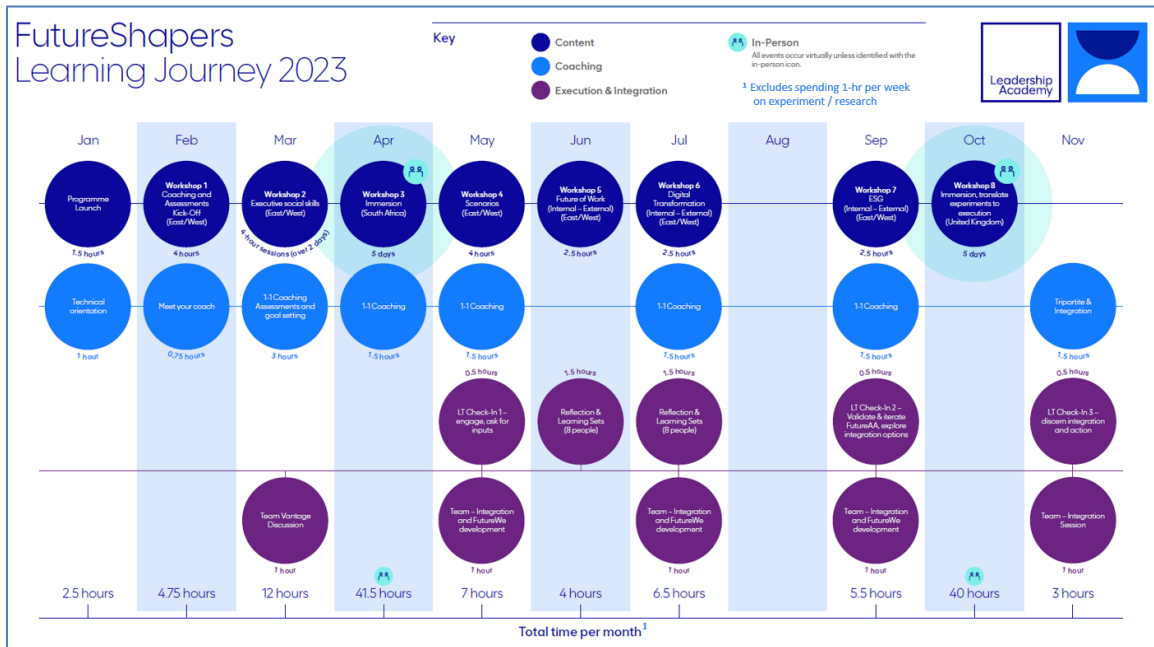 FutureShapers
Learning Journey 2023
Key
Content
Coaching
Execution & Integration
In-Person
All events occur virtually unless identified with the
in-person icon.
¹ Excludes spending 1-hr per week
on experiment / research
Leadership
Academy
Jan
Feb
Mar
Apr
May
Jun
Jul
Aug
Sep
Oct
Nov
Programme
Launch
1.5 hours
Workshop 1
Coaching and
Assessments
Kick-Off
(East/West)
4 hours
Workshop 2
Executive social skills
(East/West)
4-hour sessions (over 2 days)
Workshop 3
Immersion
(South Africa)
5 days
Workshop 4
Scenarios
(East/West)
4 hours
Workshop 5
Future of Work
(Internal – External)
(East/West)
2.5 hours
Workshop 6
Digital
Transformation
(Internal – External)
(East/West)
2.5 hours
Workshop 7
ESG
(Internal – External)
(East/West)
2.5 hours
Workshop 8
Immersion, translate
experiments to
execution
(United Kingdom)
5 days
Technical
orientation
1 hour
Meet your coach
0.75 hours
1-1 Coaching
Assessments and
goal setting
3 hours
1-1 Coaching
1.5 hours
1-1 Coaching
1.5 hours
1-1 Coaching
1.5 hours
1-1 Coaching
1.5 hours
Tripartite &
Integration
1.5 hours
0.5 hours
LT Check-In 1 –
engage, ask for
inputs
1.5 hours
Reflection &
Learning Sets
(8 people)
1.5 hours
Reflection &
Learning Sets
(8 people)
0.5 hours
LT Check-In 2 –
Validate & iterate
FutureAA, explore
integration options
0.5 hours
LT Check-In 3 –
discern integration
and action
Team Vantage
Discussion
1 hour
Team – Integration
and FutureWe
development
1 hour
Team – Integration
and FutureWe
development
1 hour
Team – Integration
and FutureWe
development
1 hour
Team – Integration
Session
1 hour
2.5 hours
4.75 hours
12 hours
41.5 hours
7 hours
4 hours
6.5 hours
5.5 hours
40 hours
3 hours
Total time per month¹